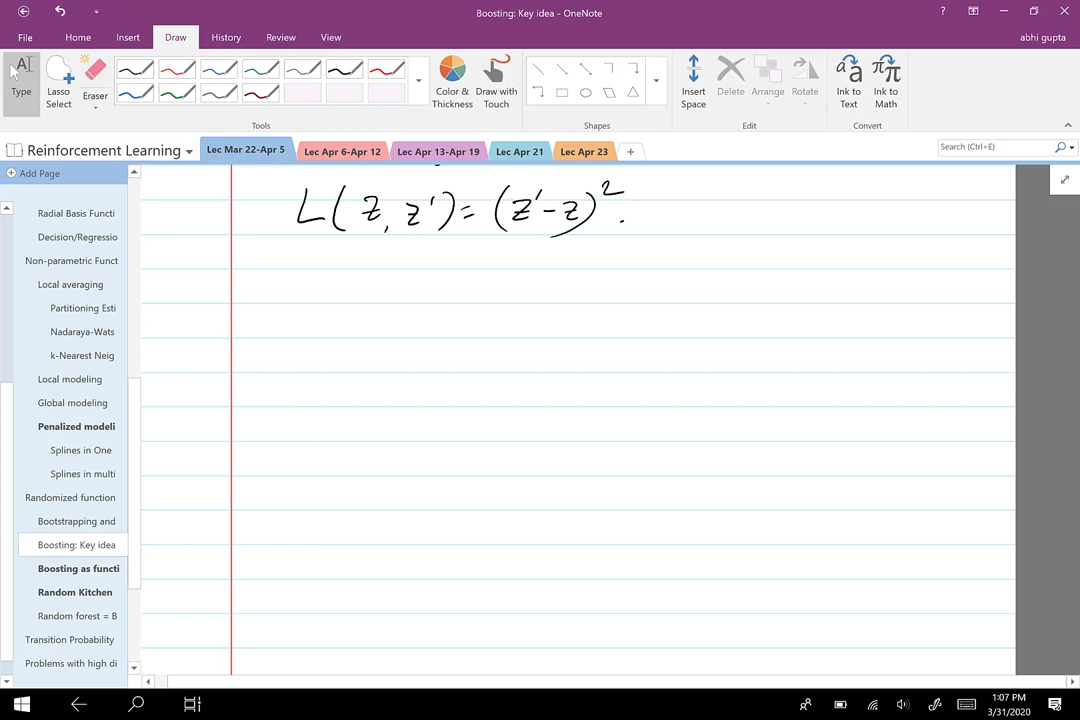 Boosting: Key idea - OneNote
?
File Home Insert Draw History Review View
abhi gupta
Type
Lasso Select
Eraser
Color & Thickness
Draw with Touch
Insert Space
Delete
Arrange
Rotate
Ink to Text
Ink to Math
Tools
Shapes
Edit
Convert
Reinforcement Learning
Lec Mar 22-Apr 5
Lec Apr 6-Apr 12
Lec Apr 13-Apr 19
Lec Apr 21
Lec Apr 23
+
Search (Ctrl+E)
Add Page
Radial Basis Functi
Decision/Regressio
Non-parametric Funct
Local averaging
Partitioning Esti
Nadaraya-Wats
k-Nearest Neig
Local modeling
Global modeling
Penalized modeli
Splines in One
Splines in multi
Randomized function
Bootstrapping and
Boosting: Key idea
Boosting as functi
Random Kitchen
Random forest = B
Transition Probability
Problems with high di
L(z, z') = (z' - z)².
1:07 PM
3/31/2020